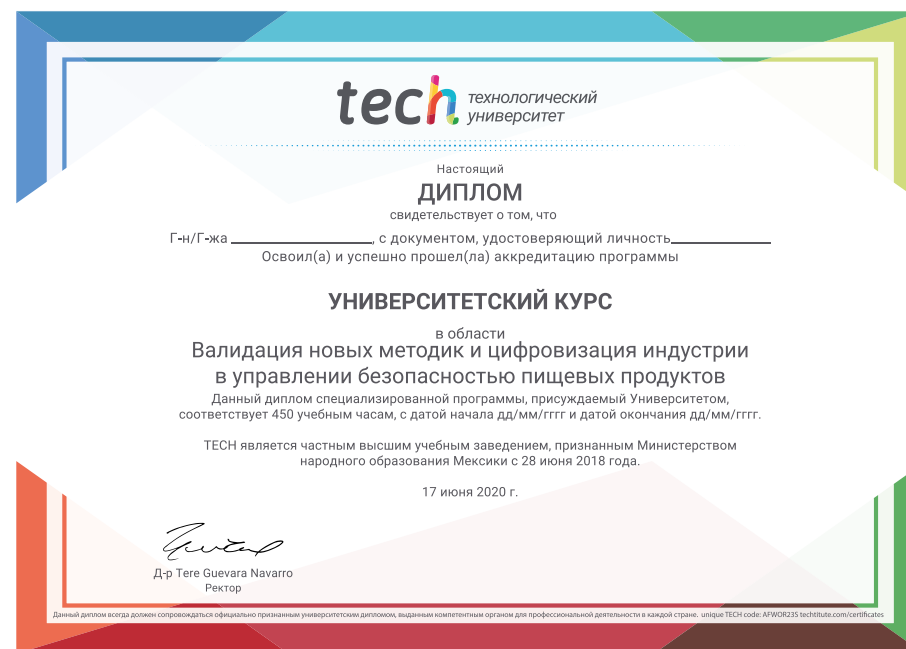 tech технологический
университет
Настоящий
ДИПЛОМ
свидетельствует о том, что
Г-н/Г-жа ____________, с документом, удостоверяющий личность____________
Освоил(а) и успешно прошел(ла) аккредитацию программы
УНИВЕРСИТЕТСКИЙ КУРС
в области
Валидация новых методик и цифровизация индустрии
в управлении безопасностью пищевых продуктов
Данный диплом специализированной программы, присуждаемый Университетом,
соответствует 450 учебным часам, с датой начала дд/мм/гггг и датой окончания дд/мм/гггг.
TECH является частным высшим учебным заведением, признанным Министерством
народного образования Мексики с 28 июня 2018 года.
17 июня 2020 г.
Д-р Tere Guevara Navarro
Ректор
Данный диплом всегда должен сопровождаться официально признанным университетским дипломом, выданным компетентным органом для профессиональной деятельности в каждой стране. unique TECH code: AFWOR23S techtitute.com/certificates